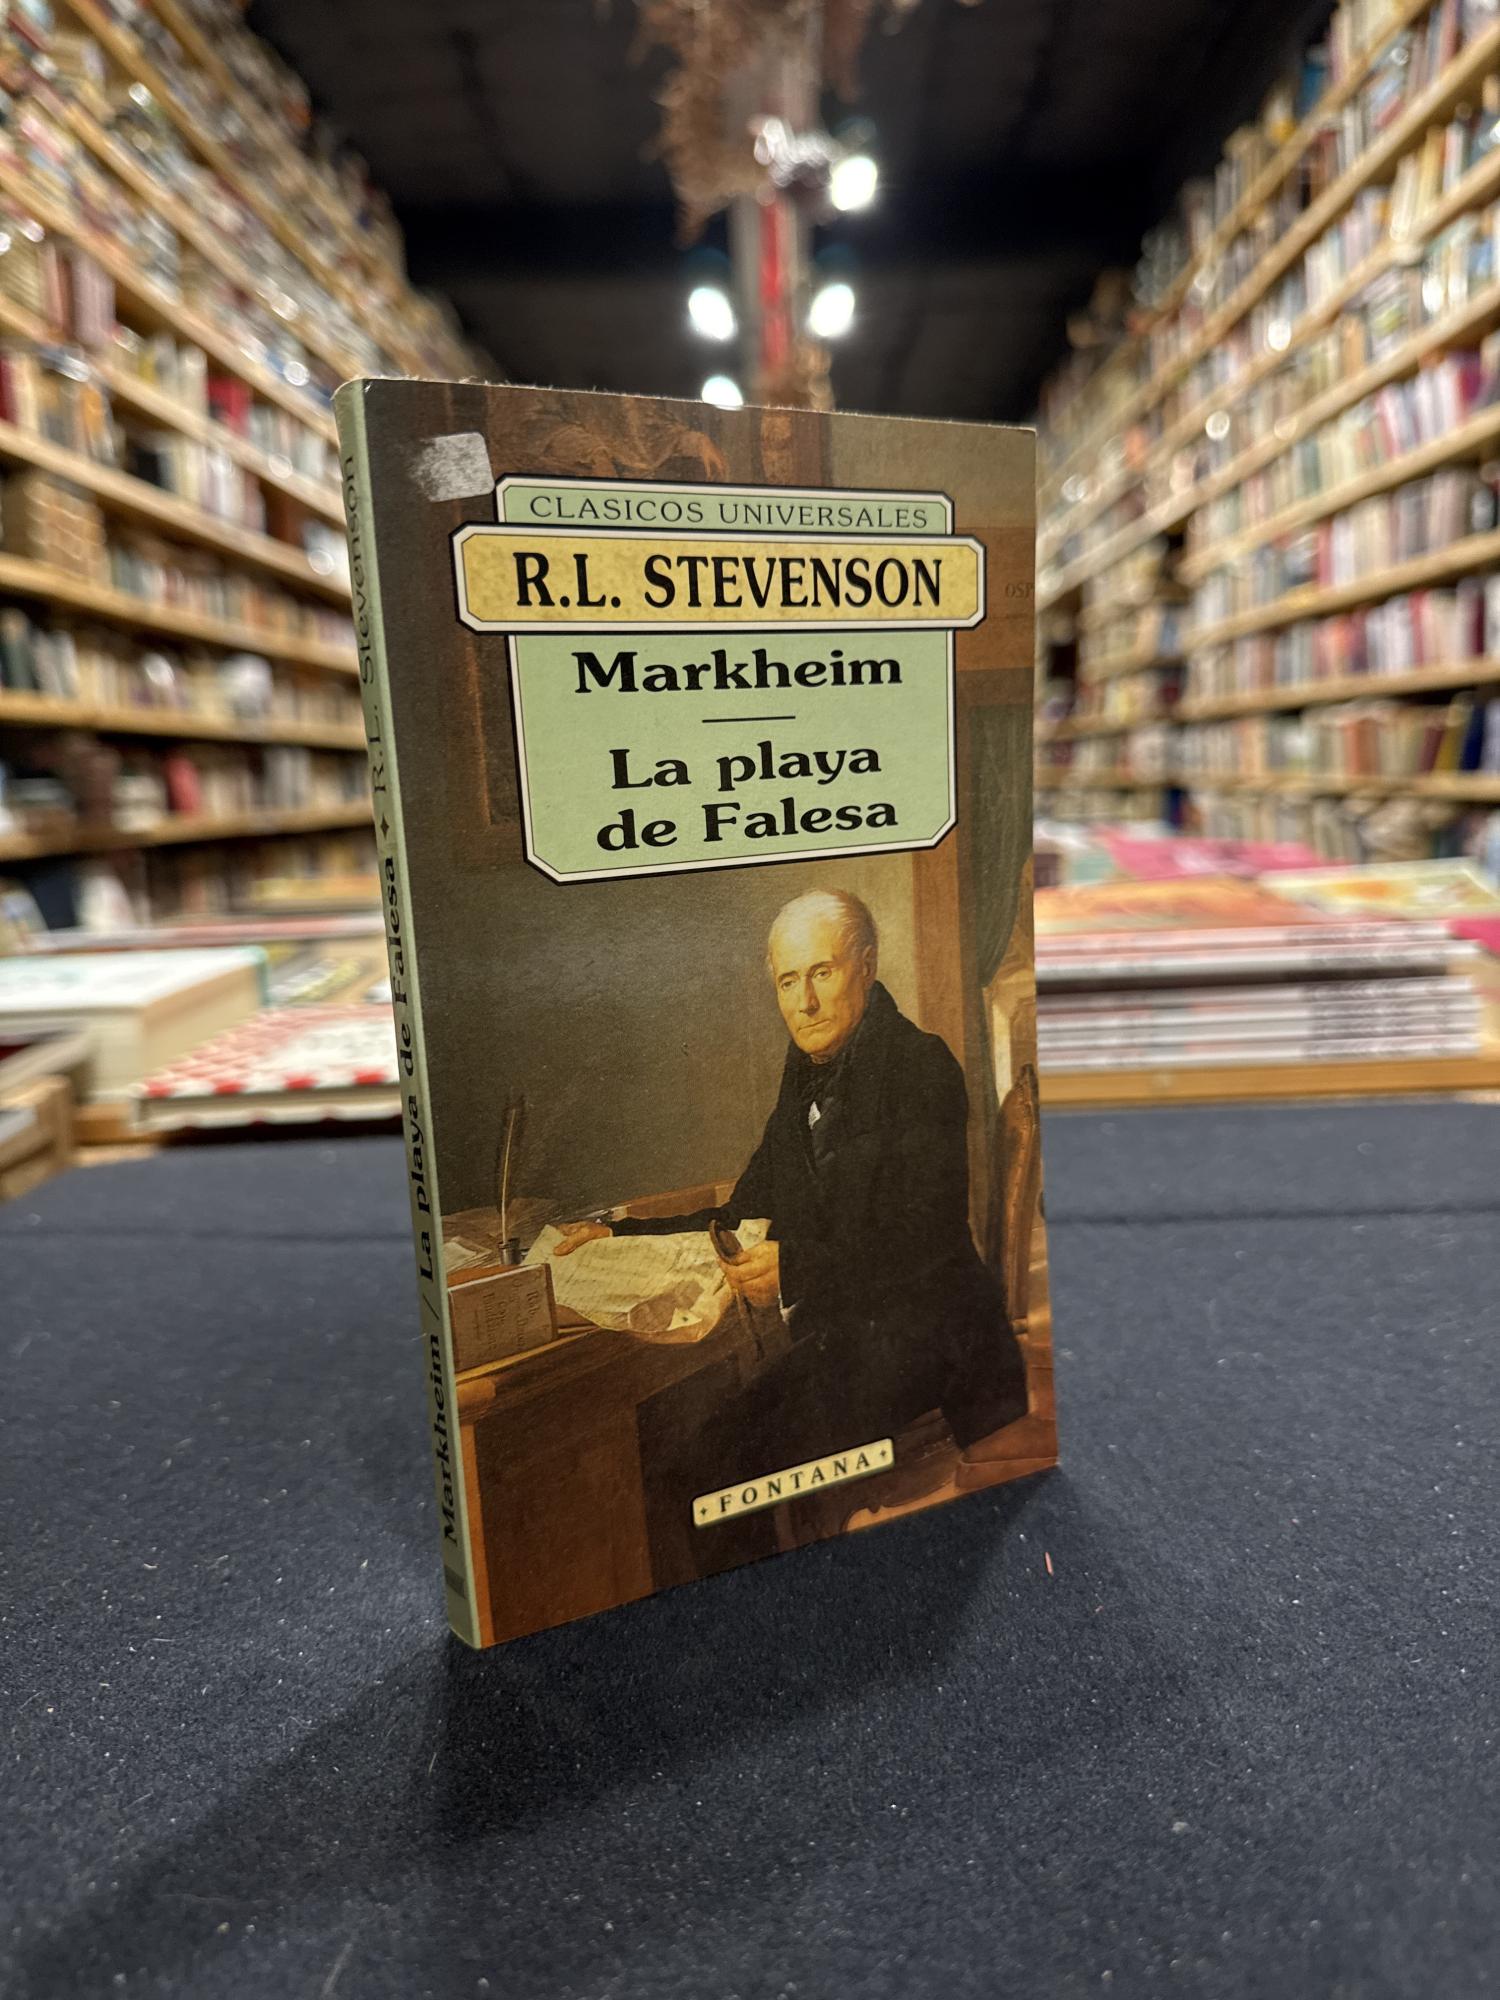 CLASICOS UNIVERSALES
R.L. STEVENSON
Markheim
La playa
de Falesa
FONTANA
Markheim / La playa de Falesa ✦ R.L. Stevenson